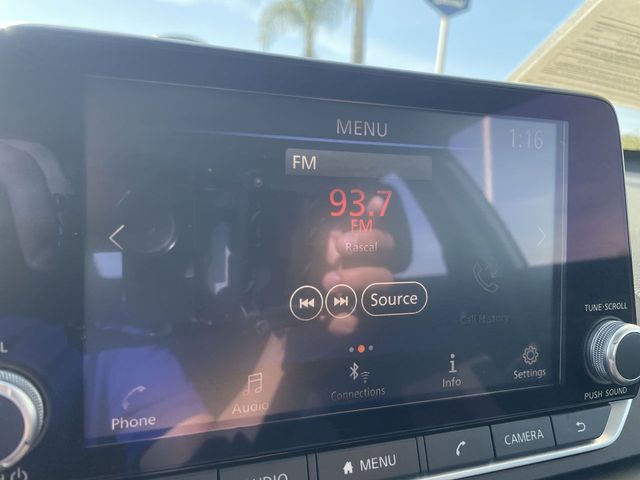 MENU
1:16
FM
93.7
FM
Rascal
Source
Call History
Phone
Audio
Connections
Info
Settings
TUNE·SCROLL
PUSH SOUND
MENU
CAMERA